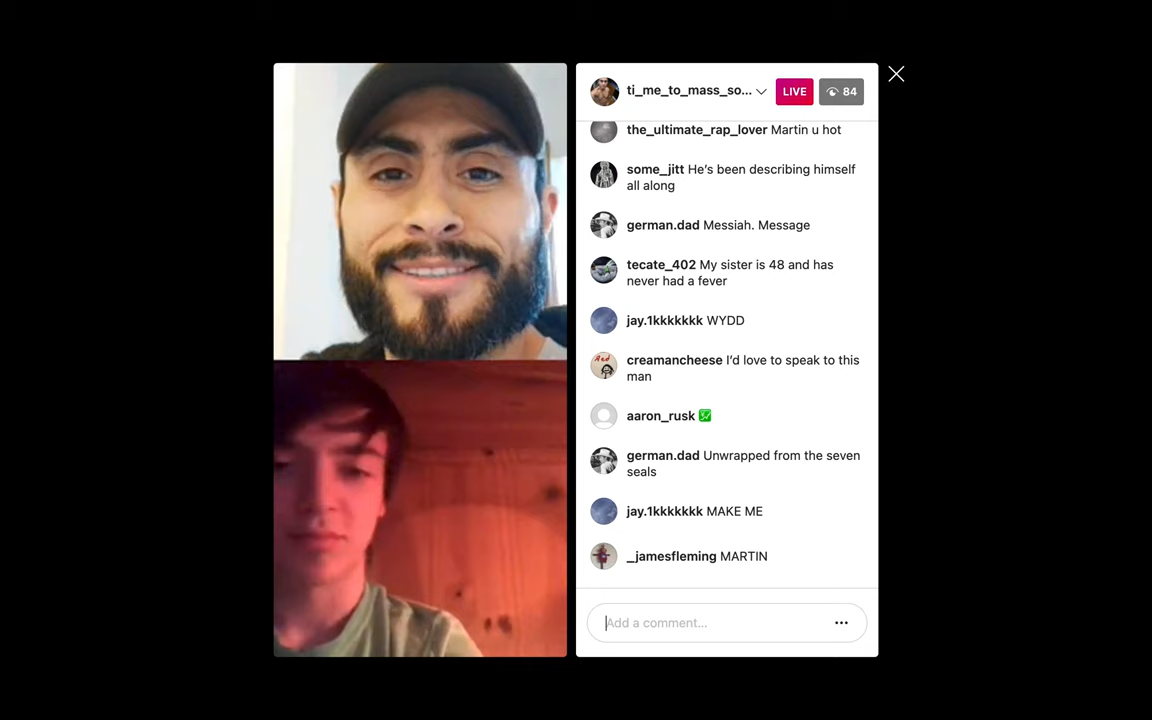 ti_me_to_mass_so...
LIVE
84
the_ultimate_rap_lover Martin u hot
some_jitt He's been describing himself
all along
german.dad Messiah. Message
tecate_402 My sister is 48 and has
never had a fever
jay.1kkkkkkk WYDD
creamancheese I'd love to speak to this
man
aaron_rusk
german.dad Unwrapped from the seven
seals
jay.1kkkkkkk MAKE ME
_jamesfleming MARTIN
Add a comment...